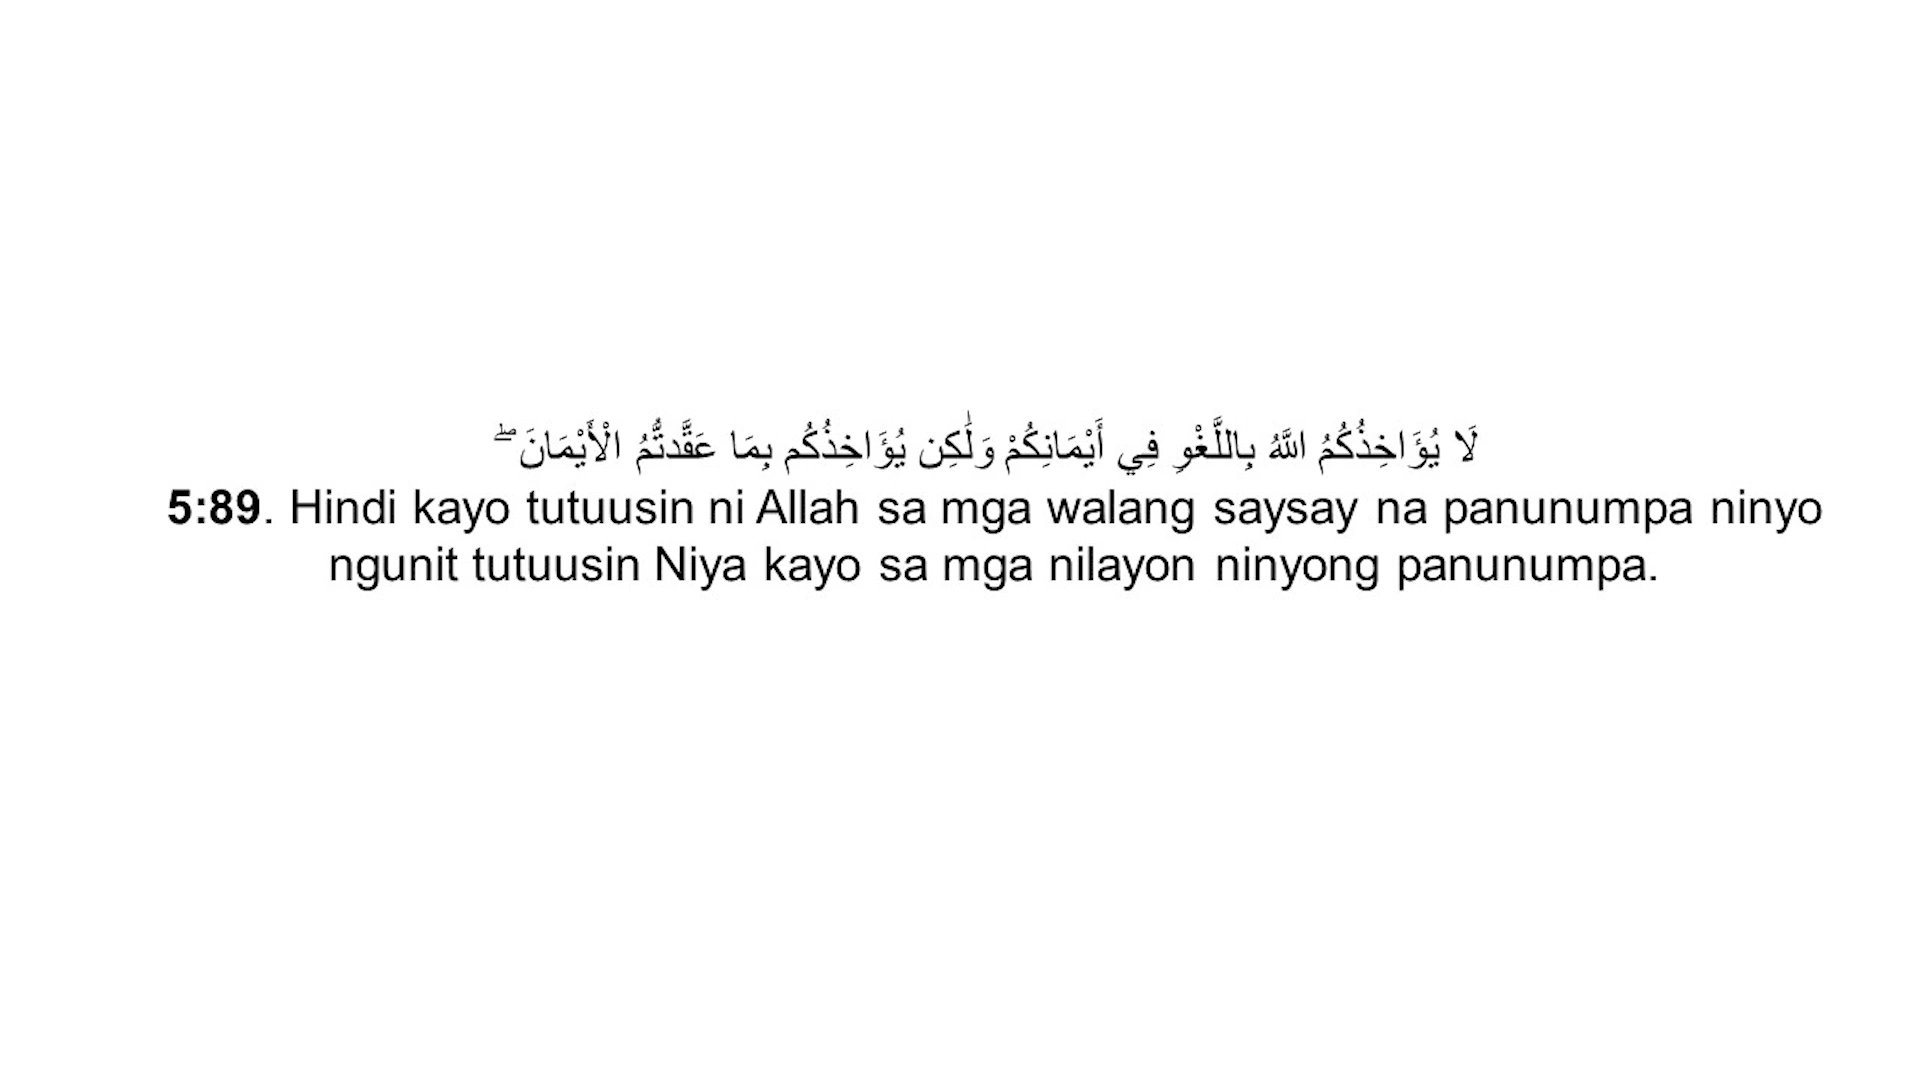 لَا يُؤَاخِذُكُمُ اللَّهُ بِاللَّغْوِ فِي أَيْمَانِكُمْ وَلَٰكِن يُؤَاخِذُكُم بِمَا عَقَّدتُّمُ الْأَيْمَانَ ۖ
5:89. Hindi kayo tutuusin ni Allah sa mga walang saysay na panunumpa ninyo
ngunit tutuusin Niya kayo sa mga nilayon ninyong panunumpa.